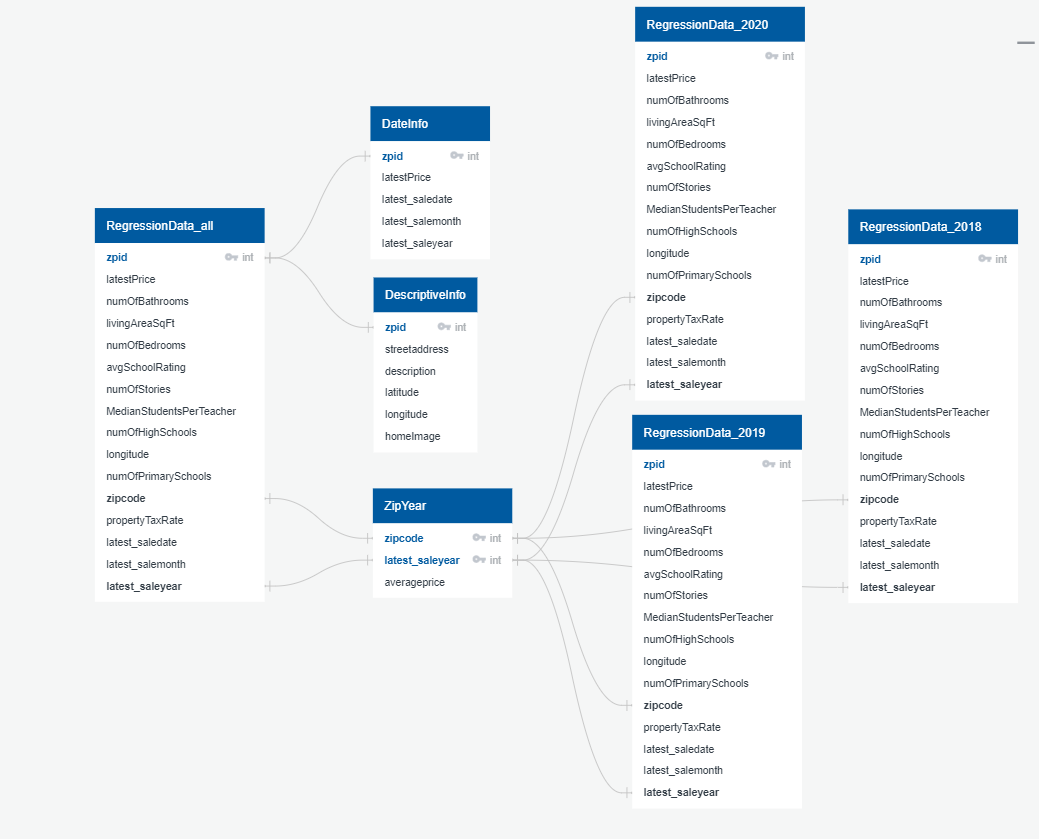 RegressionData_all
zpid int
latestPrice
numOfBathrooms
livingAreaSqFt
numOfBedrooms
avgSchoolRating
numOfStories
MedianStudentsPerTeacher
numOfHighSchools
longitude
numOfPrimarySchools
zipcode
propertyTaxRate
latest_saledate
latest_salemonth
latest_saleyear
DateInfo
zpid int
latestPrice
latest_saledate
latest_salemonth
latest_saleyear
DescriptiveInfo
zpid int
streetaddress
description
latitude
longitude
homeImage
ZipYear
zipcode int
latest_saleyear int
averageprice
RegressionData_2020
zpid int
latestPrice
numOfBathrooms
livingAreaSqFt
numOfBedrooms
avgSchoolRating
numOfStories
MedianStudentsPerTeacher
numOfHighSchools
longitude
numOfPrimarySchools
zipcode
propertyTaxRate
latest_saledate
latest_salemonth
latest_saleyear
RegressionData_2019
zpid int
latestPrice
numOfBathrooms
livingAreaSqFt
numOfBedrooms
avgSchoolRating
numOfStories
MedianStudentsPerTeacher
numOfHighSchools
longitude
numOfPrimarySchools
zipcode
propertyTaxRate
latest_saledate
latest_salemonth
latest_saleyear
RegressionData_2018
zpid int
latestPrice
numOfBathrooms
livingAreaSqFt
numOfBedrooms
avgSchoolRating
numOfStories
MedianStudentsPerTeacher
numOfHighSchools
longitude
numOfPrimarySchools
zipcode
propertyTaxRate
latest_saledate
latest_salemonth
latest_saleyear